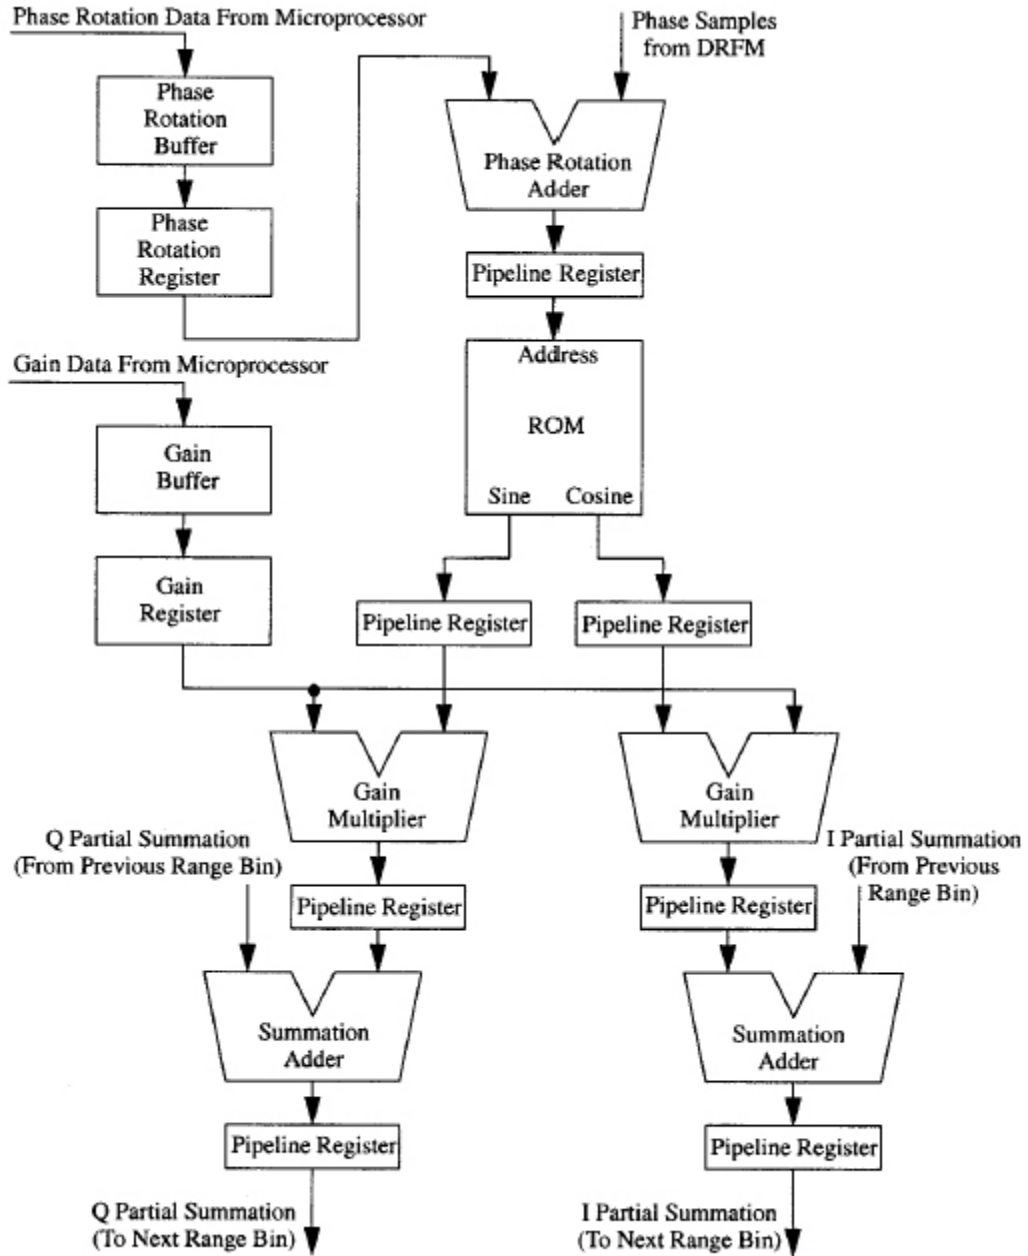 Phase Rotation Data From Microprocessor
Phase Samples
from DRFM
Phase
Rotation
Buffer
Phase Rotation
Adder
Phase
Rotation
Register
Pipeline Register
Gain Data From Microprocessor
Address
ROM
Sine Cosine
Gain
Buffer
Gain
Register
Pipeline Register
Pipeline Register
Gain
Multiplier
Gain
Multiplier
Q Partial Summation
(From Previous Range Bin)
I Partial Summation
(From Previous
Range Bin)
Pipeline Register
Pipeline Register
Summation
Adder
Summation
Adder
Pipeline Register
Pipeline Register
Q Partial Summation
(To Next Range Bin)
I Partial Summation
(To Next Range Bin)